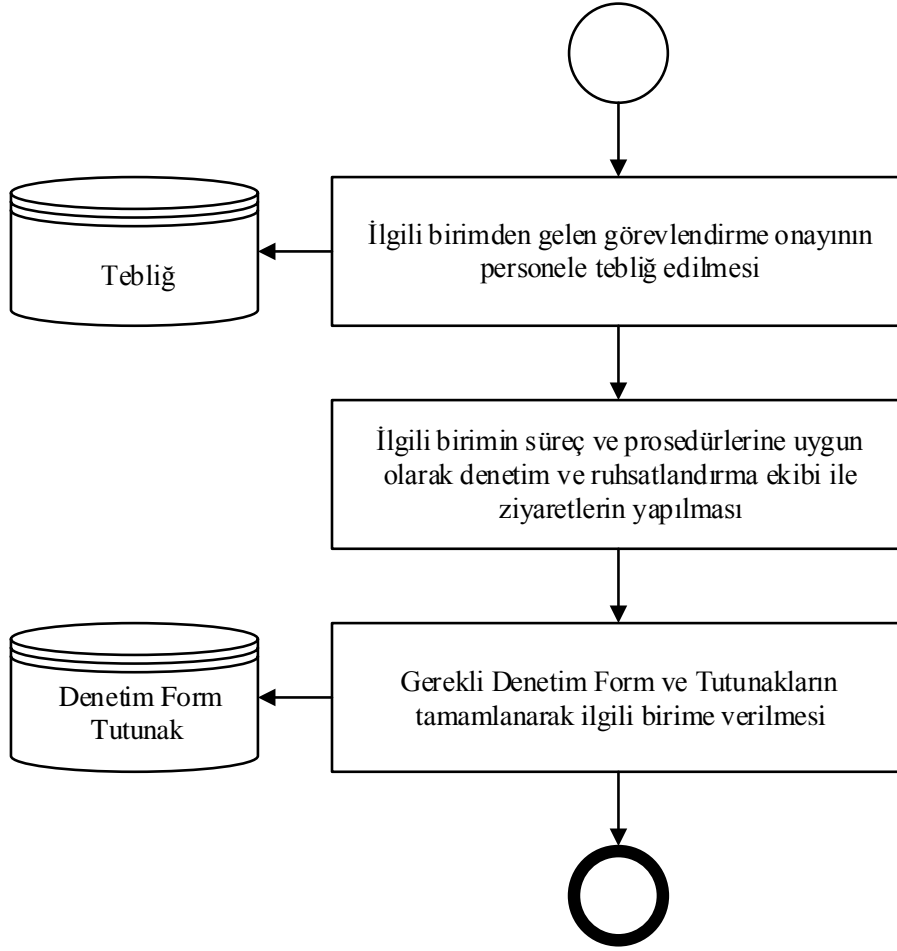 İlgili birimden gelen görevlendirme onayının
personele tebliğ edilmesi
Tebliğ
İlgili birimin süreç ve prosedürlerine uygun
olarak denetim ve ruhsatlandırma ekibi ile
ziyaretlerin yapılması
Gerekli Denetim Form ve Tutunakların
tamamlanarak ilgili birime verilmesi
Denetim Form
Tutunak